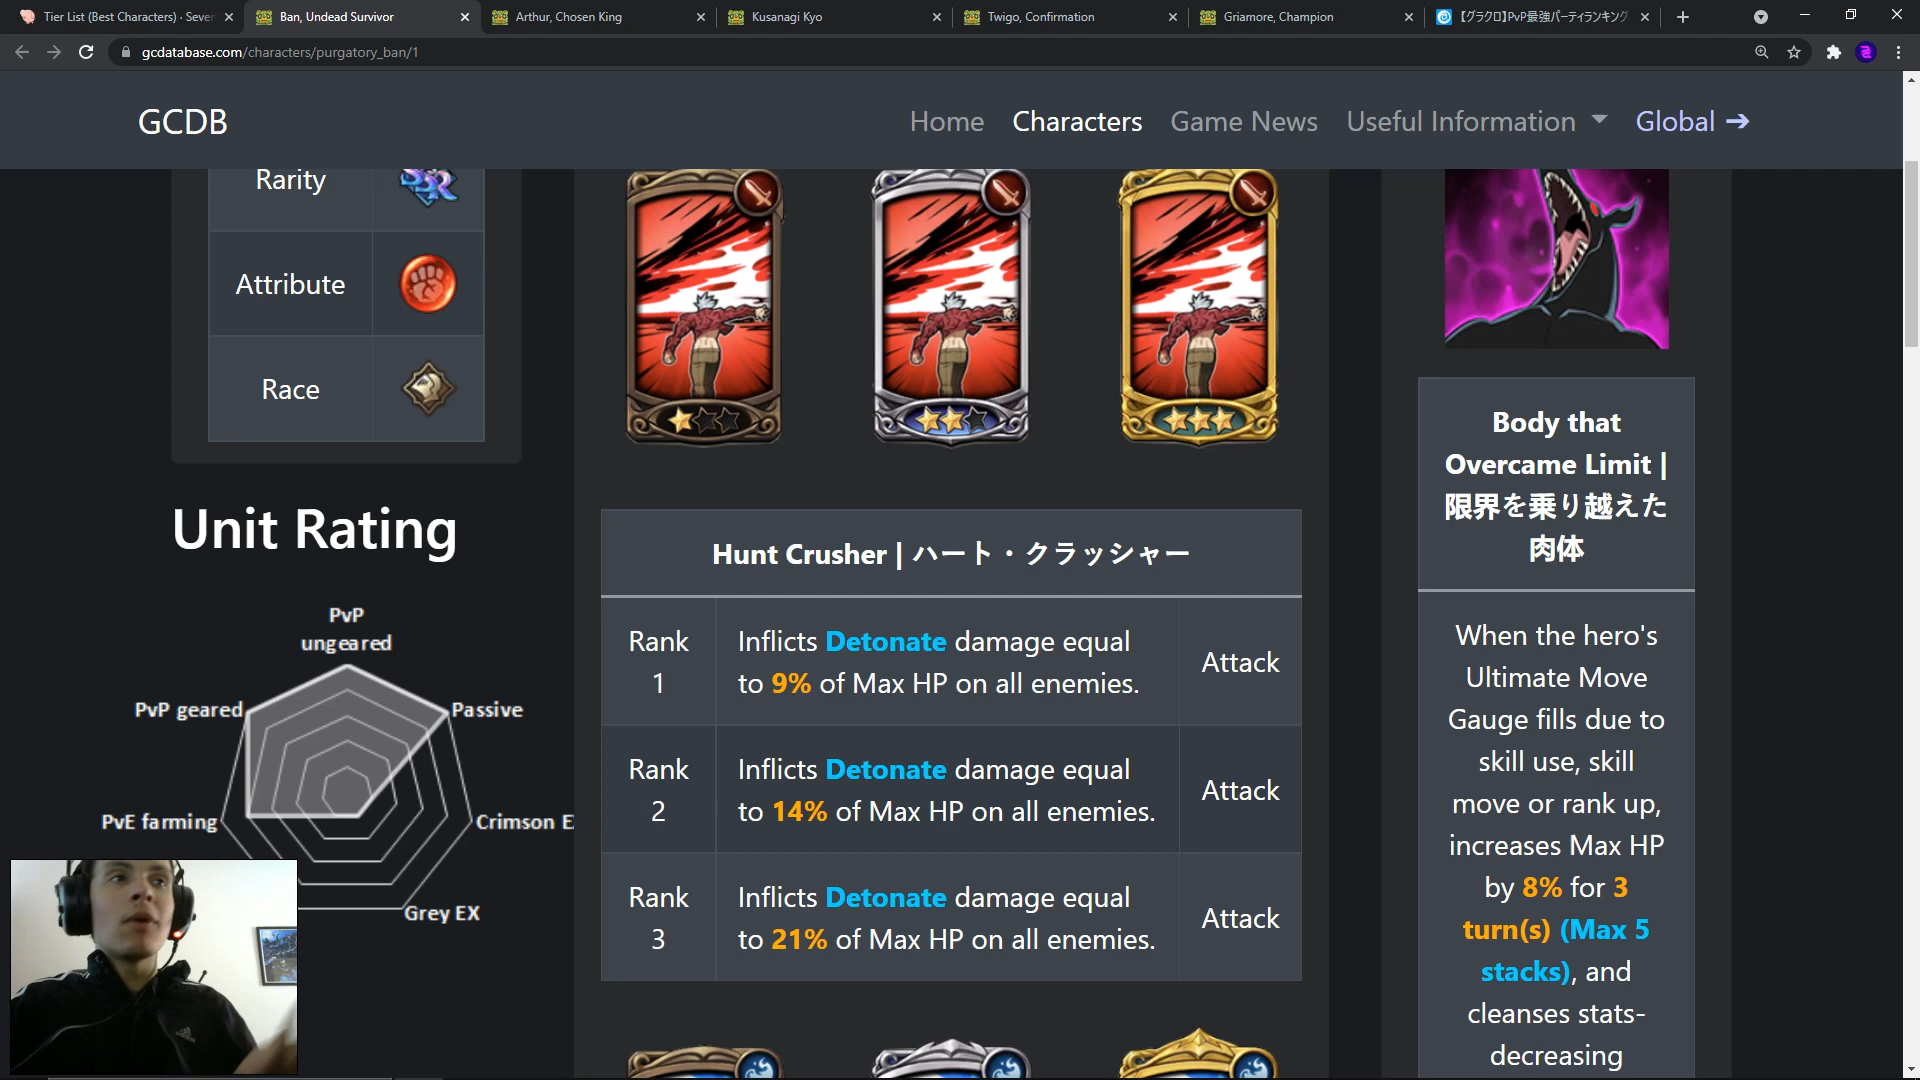 Tier List (Best Characters) · Seven
Ban, Undead Survivor
Arthur, Chosen King
Kusanagi Kyo
Twigo, Confirmation
Griamore, Champion
【グラクロ】PvP最強パーティランキング
gcdatabase.com/characters/purgatory_ban/1
GCDB
Home
Characters
Game News
Useful Information
Global ➔
Rarity
Attribute
Race
Unit Rating
PvP
ungeared
PvP geared
Passive
PvE farming
Crimson E
Grey EX
Hunt Crusher | ハート・クラッシャー
Rank
1
Inflicts Detonate damage equal
to 9% of Max HP on all enemies.
Attack
Rank
2
Inflicts Detonate damage equal
to 14% of Max HP on all enemies.
Attack
Rank
3
Inflicts Detonate damage equal
to 21% of Max HP on all enemies.
Attack
Body that
Overcame Limit |
限界を乗り越えた
肉体
When the hero's
Ultimate Move
Gauge fills due to
skill use, skill
move or rank up,
increases Max HP
by 8% for 3
turn(s) (Max 5
stacks), and
cleanses stats-
decreasing